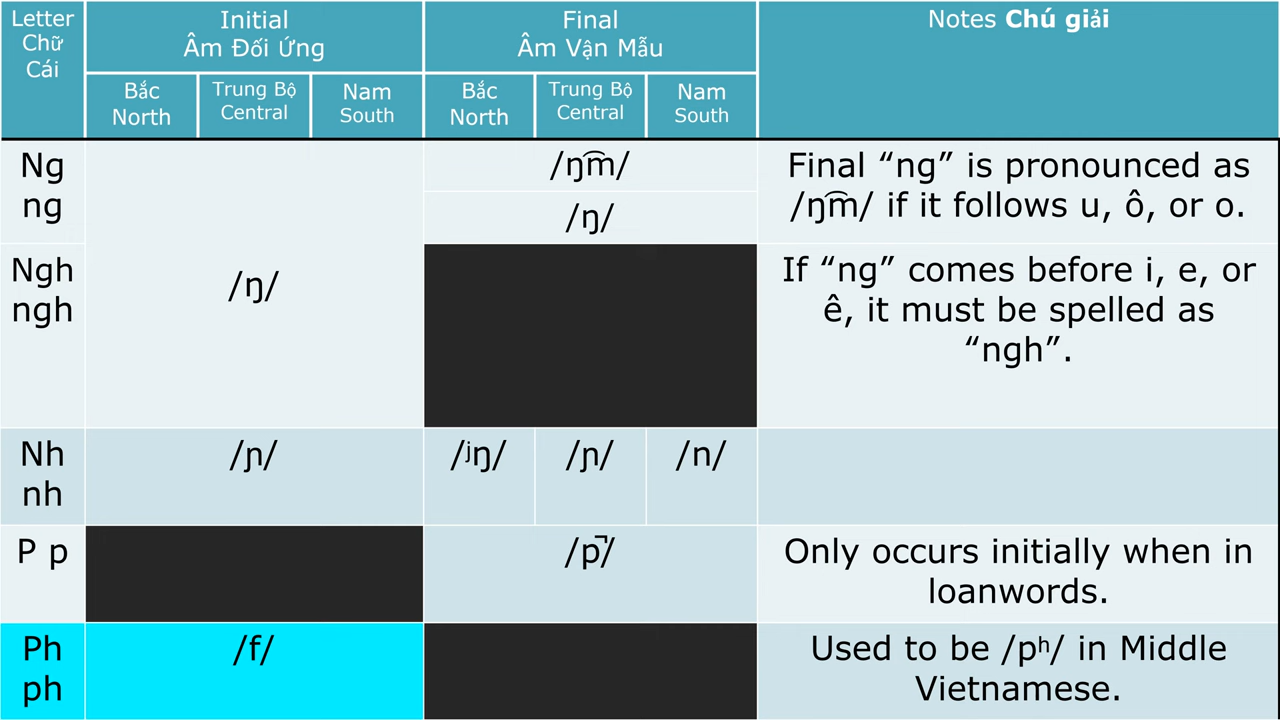 Letter
Chữ
Cái
Initial
Âm Đối Ứng
Final
Âm Vận Mẫu
Notes Chú giải
Bắc
North
Trung Bộ
Central
Nam
South
Bắc
North
Trung Bộ
Central
Nam
South
Ng
ng
/ŋ͡m/
/ŋ/
Final “ng” is pronounced as
/ŋ͡m/ if it follows u, ô, or o.
Ngh
ngh
/ŋ/
If “ng” comes before i, e, or
ê, it must be spelled as
“ngh”.
Nh
nh
/ɲ/
/ʲŋ/
/ɲ/
/n/
P p
/p̚/
Only occurs initially when in
loanwords.
Ph
ph
/f/
Used to be /pʰ/ in Middle
Vietnamese.